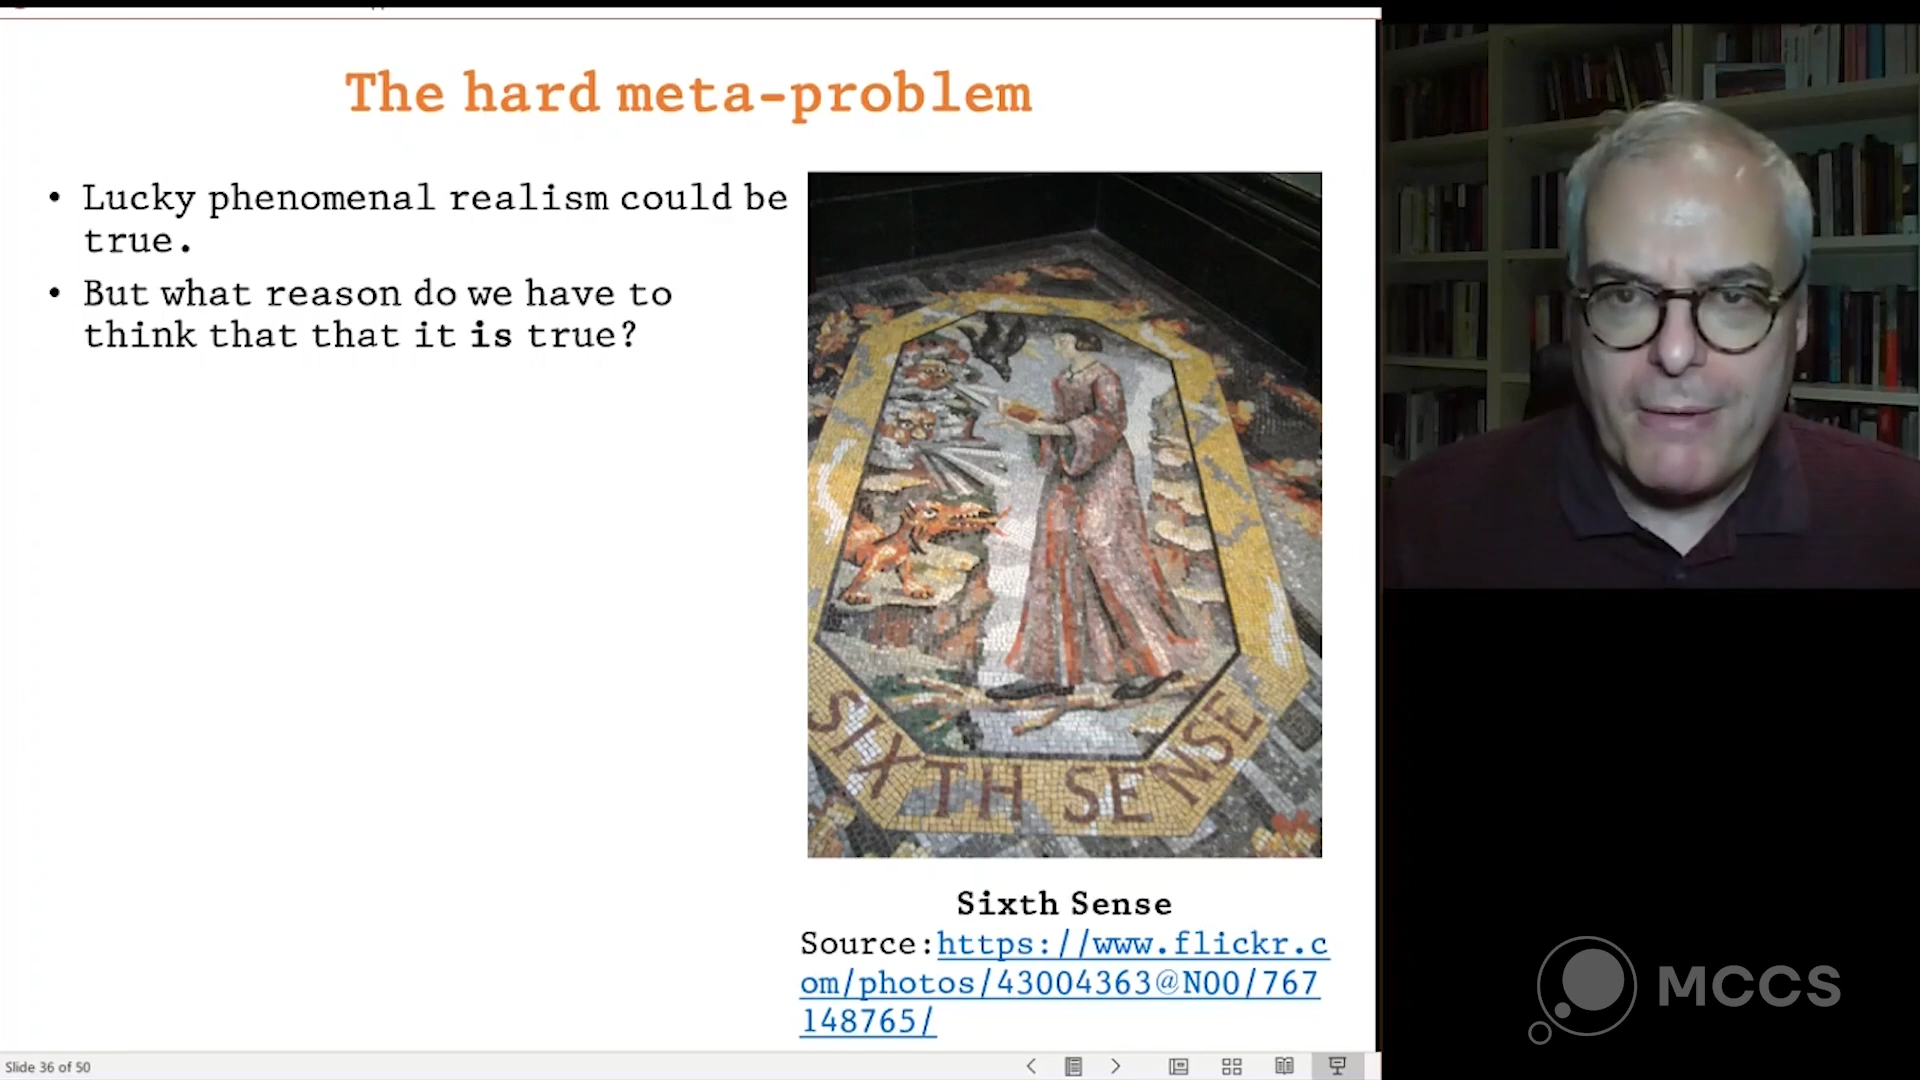 The hard meta-problem
• Lucky phenomenal realism could be
true.
• But what reason do we have to
think that that it is true?
SIXTH SENSE
Sixth Sense
Source:https://www.flickr.c
om/photos/43004363@N00/767
148765/
MCCS
Slide 36 of 50